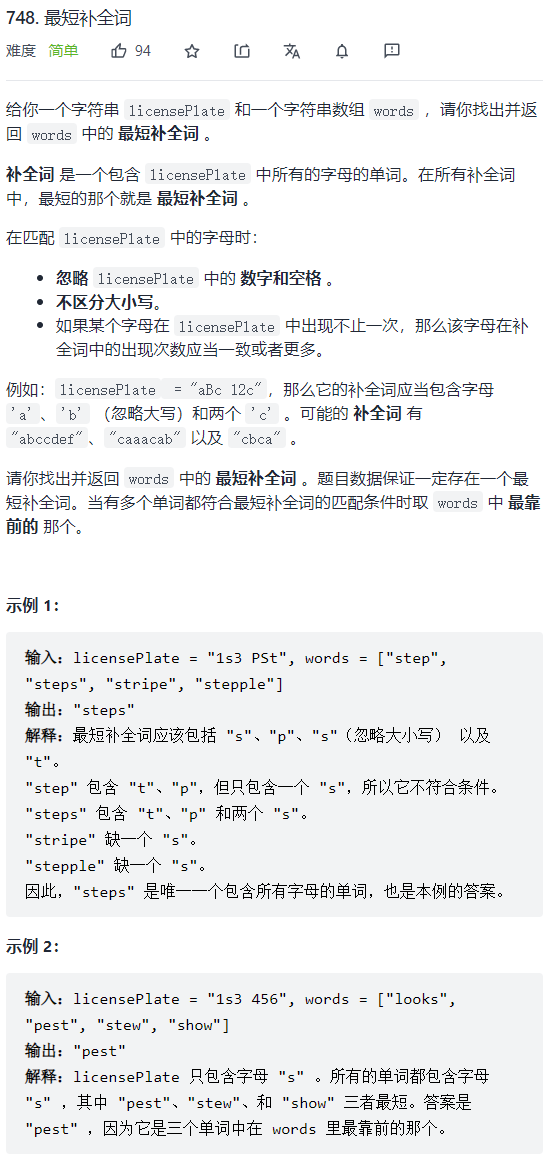 748. 最短补全词
难度 简单 94
给你一个字符串 licensePlate 和一个字符串数组 words ，请你找出并返
回 words 中的 最短补全词 。
补全词 是一个包含 licensePlate 中所有的字母的单词。在所有补全词
中，最短的那个就是 最短补全词 。
在匹配 licensePlate 中的字母时：
• 忽略 licensePlate 中的 数字和空格 。
• 不区分大小写。
• 如果某个字母在 licensePlate 中出现不止一次，那么该字母在补
全词中的出现次数应当一致或者更多。
例如：licensePlate = "aBc 12c"，那么它的补全词应当包含字母
'a'、'b' （忽略大写）和两个 'c' 。可能的 补全词 有
"abccdef"、"caaacab" 以及 "cbca" 。
请你找出并返回 words 中的 最短补全词 。题目数据保证一定存在一个最
短补全词。当有多个单词都符合最短补全词的匹配条件时取 words 中 最靠
前的 那个。
示例 1：
输入：licensePlate = "1s3 PSt", words = ["step",
"steps", "stripe", "stepple"]
输出："steps"
解释：最短补全词应该包括 "s"、"p"、"s"（忽略大小写） 以及
"t"。
"step" 包含 "t"、"p"，但只包含一个 "s"，所以它不符合条件。
"steps" 包含 "t"、"p" 和两个 "s"。
"stripe" 缺一个 "s"。
"stepple" 缺一个 "s"。
因此，"steps" 是唯一一个包含所有字母的单词，也是本例的答案。
示例 2：
输入：licensePlate = "1s3 456", words = ["looks",
"pest", "stew", "show"]
输出："pest"
解释：licensePlate 只包含字母 "s" 。所有的单词都包含字母
"s" ，其中 "pest"、"stew"、和 "show" 三者最短。答案是
"pest" ，因为它是三个单词中在 words 里最靠前的那个。